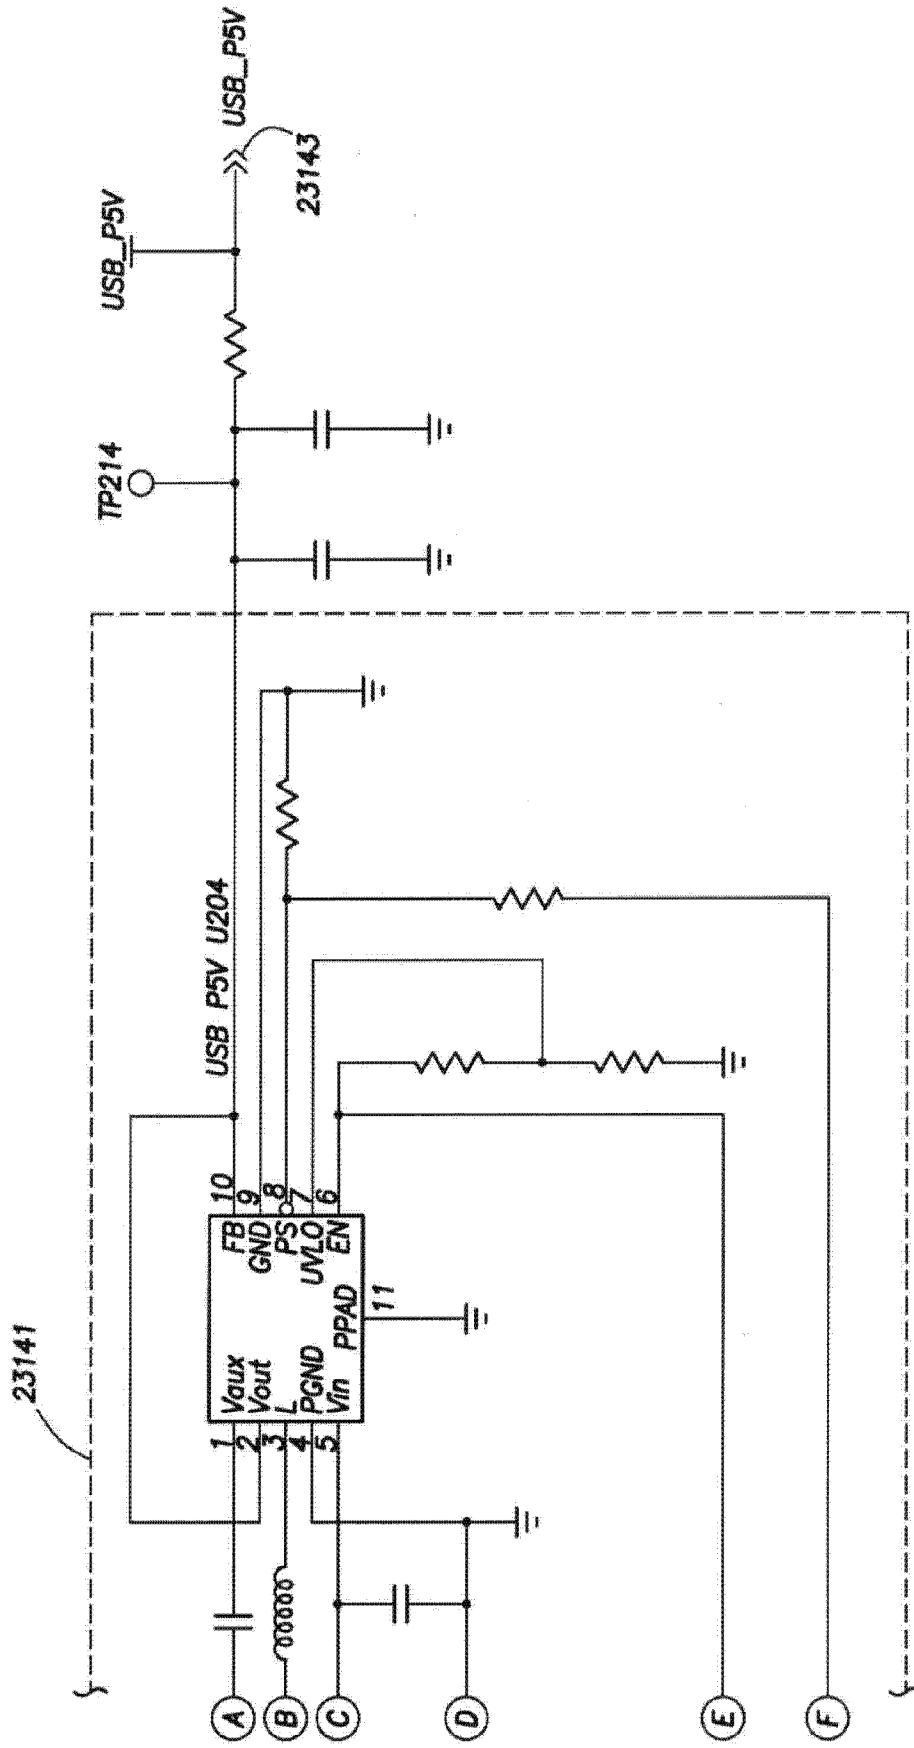 23141
USB_P5V
USB_P5V
23143
TP214
USB P5V U204
1 Vaux
2 Vout
3 L
4 PGND
5 Vin
FB 10
GND 9
PS 8
UVLO 7
EN 6
PPAD 11
A
B
C
D
E
F